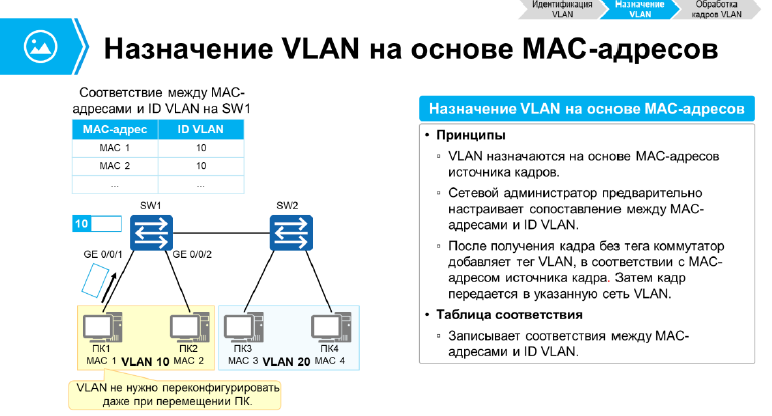 Идентификация
VLAN
Назначение
VLAN
Обработка
кадров VLAN
Назначение VLAN на основе MAC-адресов
Соответствие между MAC-
адресами и ID VLAN на SW1
MAC-адрес ID VLAN
MAC 1 10
MAC 2 10
... ...
SW1 SW2
10
GE 0/0/1 GE 0/0/2
ПК1 ПК2 ПК3 ПК4
MAC 1 VLAN 10 MAC 2 MAC 3 VLAN 20 MAC 4
VLAN не нужно переконфигурировать
даже при перемещении ПК.
Назначение VLAN на основе MAC-адресов
• Принципы
▫ VLAN назначаются на основе MAC-адресов
источника кадров.
▫ Сетевой администратор предварительно
настраивает сопоставление между MAC-
адресами и ID VLAN.
▫ После получения кадра без тега коммутатор
добавляет тег VLAN, в соответствии с MAC-
адресом источника кадра. Затем кадр
передается в указанную сеть VLAN.
• Таблица соответствия
▫ Записывает соответствия между MAC-
адресами и ID VLAN.